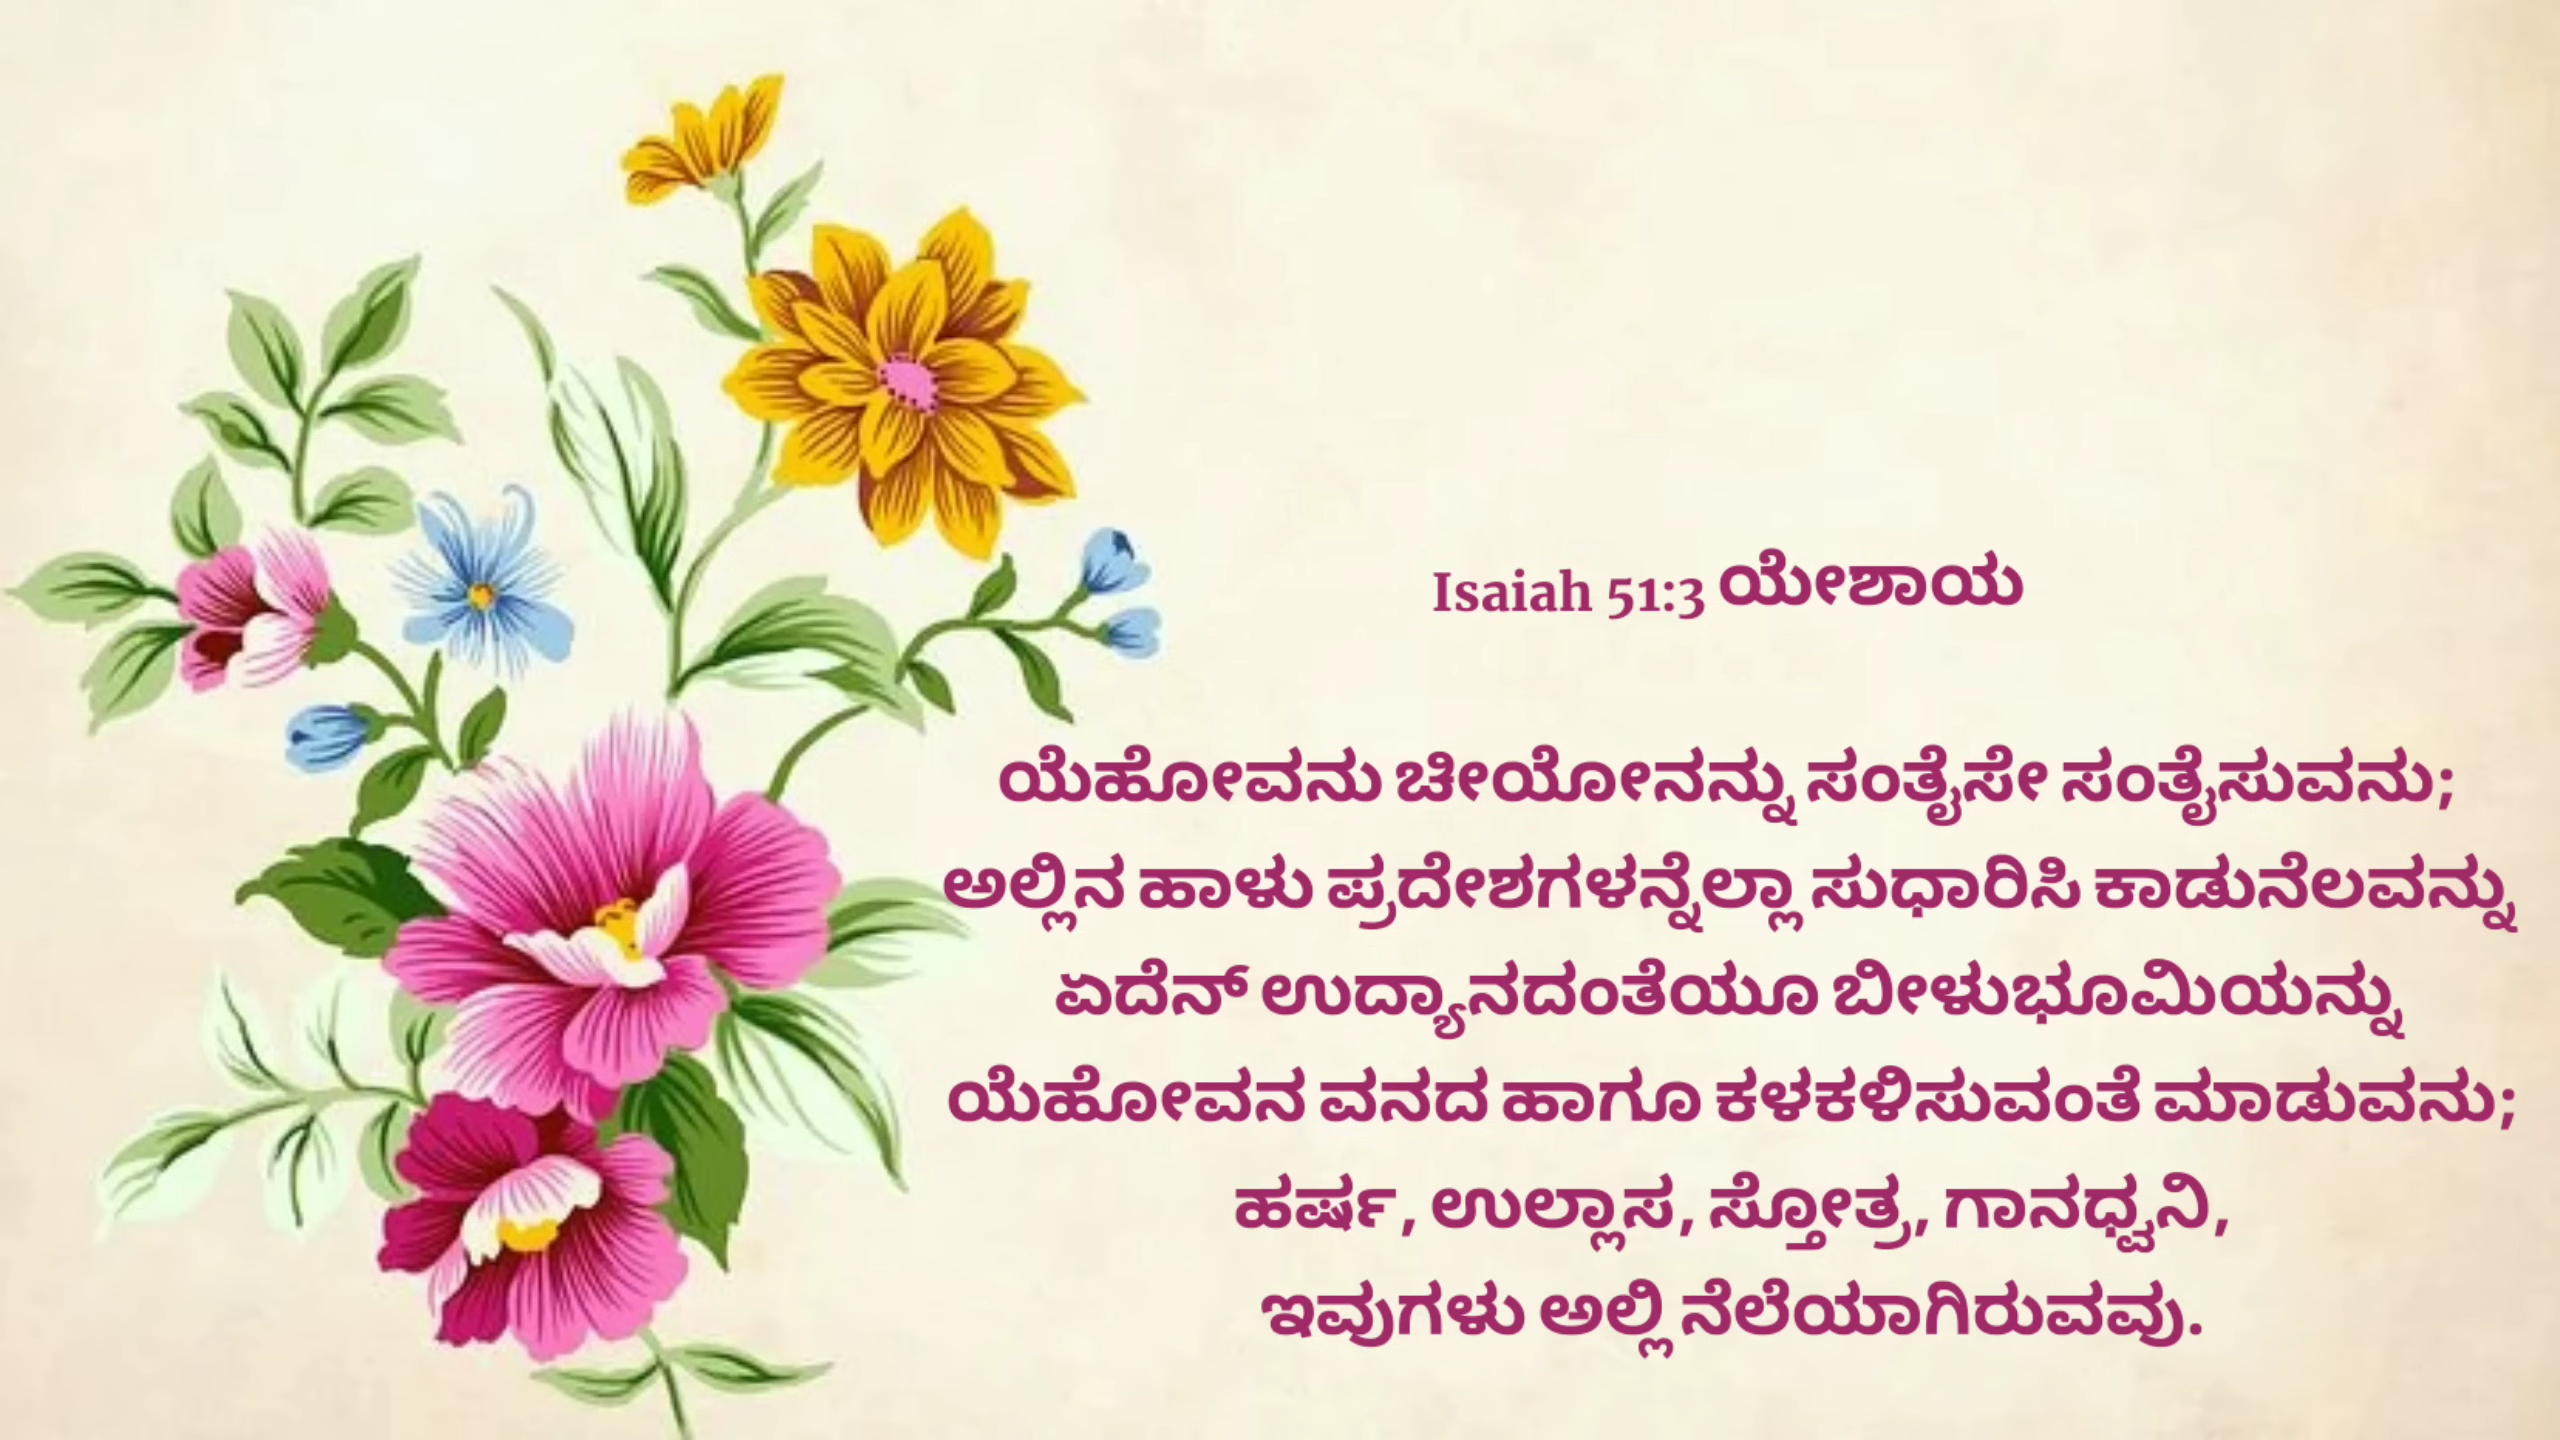 Isaiah 51:3 ಯೇಶಾಯ
ಯೆಹೋವನು ಚೀಯೋನನ್ನು ಸಂತೈಸೇ ಸಂತೈಸುವನು;
ಅಲ್ಲಿನ ಹಾಳು ಪ್ರದೇಶಗಳನ್ನೆಲ್ಲಾ ಸುಧಾರಿಸಿ ಕಾಡುನೆಲವನ್ನು
ಏದೆನ್ ಉದ್ಯಾನದಂತೆಯೂ ಬೀಳುಭೂಮಿಯನ್ನು
ಯೆಹೋವನ ವನದ ಹಾಗೂ ಕಳಕಳಿಸುವಂತೆ ಮಾಡುವನು;
ಹರ್ಷ, ಉಲ್ಲಾಸ, ಸ್ತೋತ್ರ, ಗಾನಧ್ವನಿ,
ಇವುಗಳು ಅಲ್ಲಿ ನೆಲೆಯಾಗಿರುವವು.